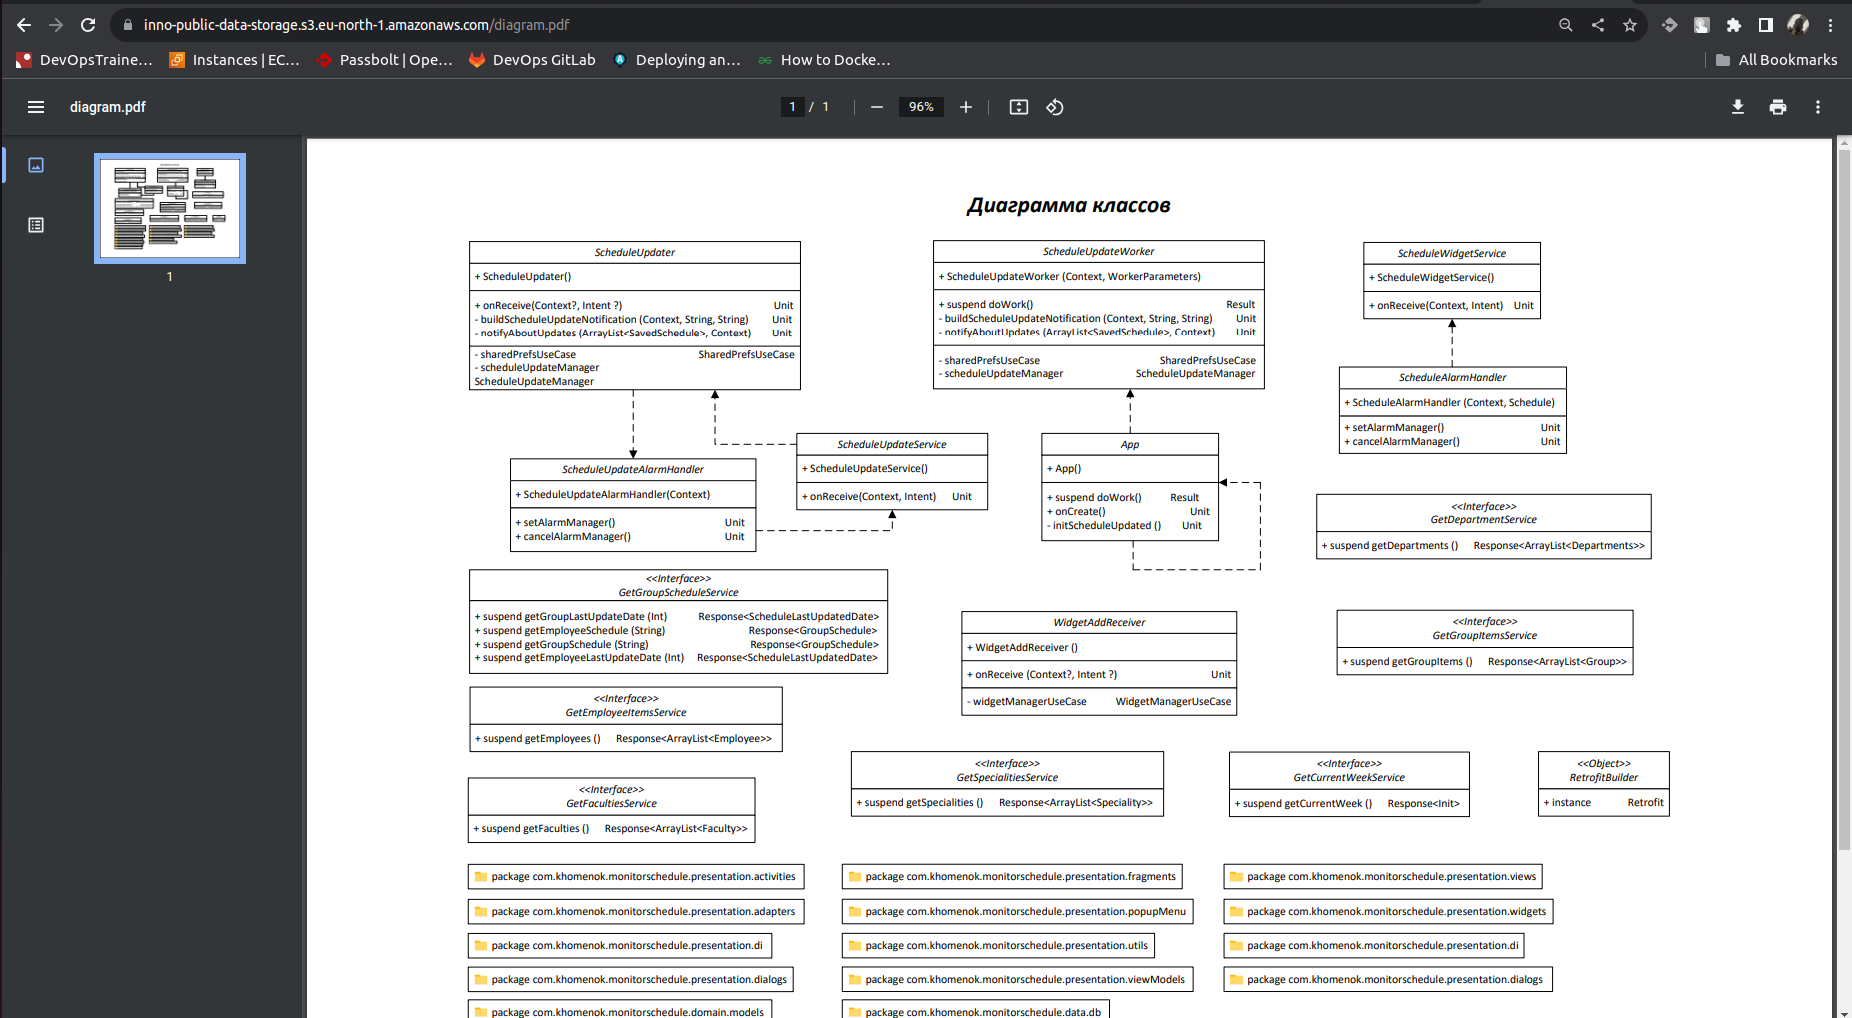 inno-public-data-storage.s3.eu-north-1.amazonaws.com/diagram.pdf
DevOpsTraine... Instances | EC... Passbolt | Ope... DevOps GitLab Deploying an... How to Docke... All Bookmarks
diagram.pdf 1 / 1 96%
1
Диаграмма классов
ScheduleUpdater
+ ScheduleUpdater()
+ onReceive(Context?, Intent ?) Unit
- buildScheduleUpdateNotification (Context, String, String) Unit
- notifyAboutUpdates (ArrayList<SavedSchedule>, Context) Unit
- sharedPrefsUseCase SharedPrefsUseCase
- scheduleUpdateManager
ScheduleUpdateManager
ScheduleUpdateWorker
+ ScheduleUpdateWorker (Context, WorkerParameters)
+ suspend doWork() Result
- buildScheduleUpdateNotification (Context, String, String) Unit
- notifyAboutUpdates (ArrayList<SavedSchedule>, Context) Unit
- sharedPrefsUseCase SharedPrefsUseCase
- scheduleUpdateManager ScheduleUpdateManager
ScheduleWidgetService
+ ScheduleWidgetService()
+ onReceive(Context, Intent) Unit
ScheduleAlarmHandler
+ ScheduleAlarmHandler (Context, Schedule)
+ setAlarmManager() Unit
+ cancelAlarmManager() Unit
ScheduleUpdateService
+ ScheduleUpdateService()
+ onReceive(Context, Intent) Unit
App
+ App()
+ suspend doWork() Result
+ onCreate() Unit
- initScheduleUpdated () Unit
ScheduleUpdateAlarmHandler
+ ScheduleUpdateAlarmHandler(Context)
+ setAlarmManager() Unit
+ cancelAlarmManager() Unit
<<Interface>>
GetDepartmentService
+ suspend getDepartments () Response<ArrayList<Departments>>
<<Interface>>
GetGroupScheduleService
+ suspend getGroupLastUpdateDate (Int) Response<ScheduleLastUpdatedDate>
+ suspend getEmployeeSchedule (String) Response<GroupSchedule>
+ suspend getGroupSchedule (String) Response<GroupSchedule>
+ suspend getEmployeeLastUpdateDate (Int) Response<ScheduleLastUpdatedDate>
WidgetAddReceiver
+ WidgetAddReceiver ()
+ onReceive (Context?, Intent ?) Unit
- widgetManagerUseCase WidgetManagerUseCase
<<Interface>>
GetGroupItemsService
+ suspend getGroupItems () Response<ArrayList<Group>>
<<Interface>>
GetEmployeeItemsService
+ suspend getEmployees () Response<ArrayList<Employee>>
<<Interface>>
GetSpecialitiesService
+ suspend getSpecialities () Response<ArrayList<Speciality>>
<<Interface>>
GetCurrentWeekService
+ suspend getCurrentWeek () Response<Init>
<<Object>>
RetrofitBuilder
+ instance Retrofit
<<Interface>>
GetFacultiesService
+ suspend getFaculties () Response<ArrayList<Faculty>>
package com.khomenok.monitorschedule.presentation.activities
package com.khomenok.monitorschedule.presentation.fragments
package com.khomenok.monitorschedule.presentation.views
package com.khomenok.monitorschedule.presentation.adapters
package com.khomenok.monitorschedule.presentation.popupMenu
package com.khomenok.monitorschedule.presentation.widgets
package com.khomenok.monitorschedule.presentation.di
package com.khomenok.monitorschedule.presentation.utils
package com.khomenok.monitorschedule.presentation.di
package com.khomenok.monitorschedule.presentation.dialogs
package com.khomenok.monitorschedule.presentation.viewModels
package com.khomenok.monitorschedule.presentation.dialogs
package com.khomenok.monitorschedule.domain.models
package com.khomenok.monitorschedule.data.db